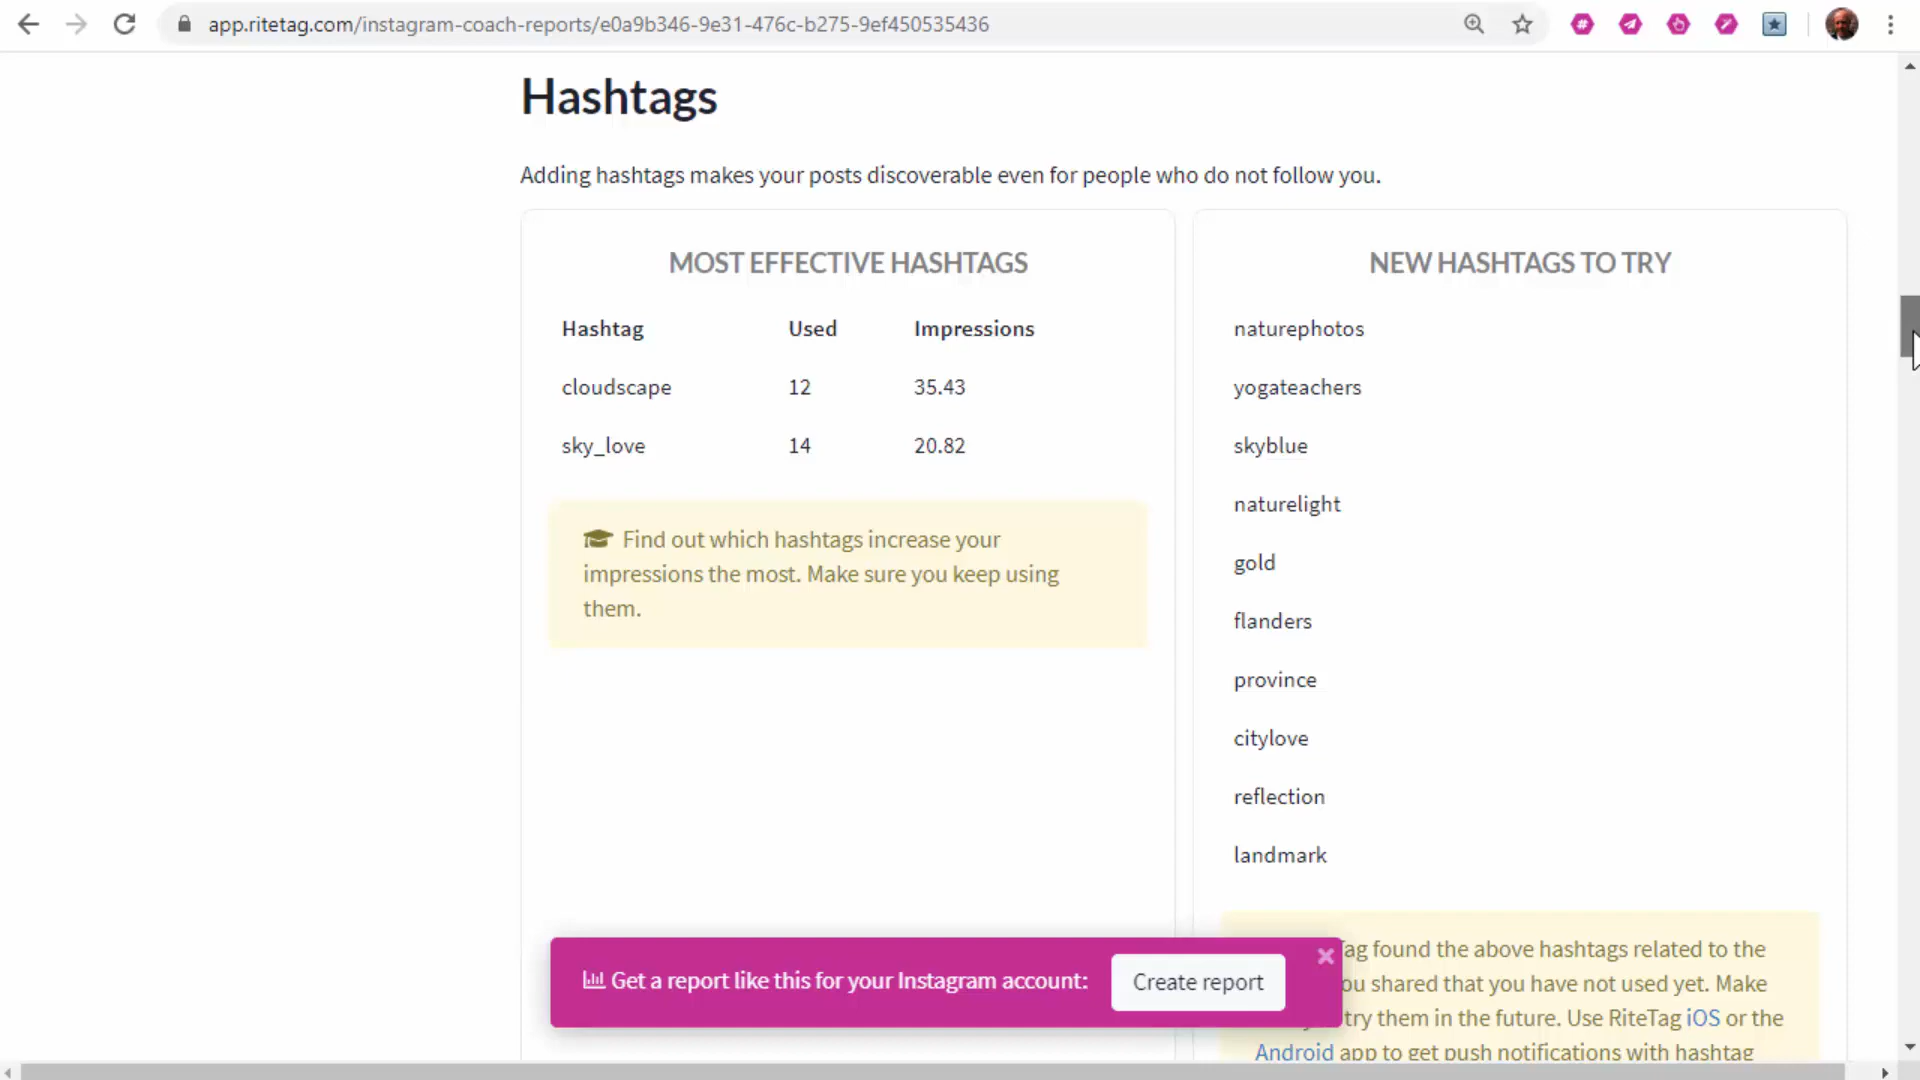 app.ritetag.com/instagram-coach-reports/e0a9b346-9e31-476c-b275-9ef450535436
Hashtags
Adding hashtags makes your posts discoverable even for people who do not follow you.
MOST EFFECTIVE HASHTAGS
Hashtag Used Impressions
cloudscape 12 35.43
sky_love 14 20.82
Find out which hashtags increase your
impressions the most. Make sure you keep using
them.
NEW HASHTAGS TO TRY
naturephotos
yogateachers
skyblue
naturelight
gold
flanders
province
citylove
reflection
landmark
found the above hashtags related to the
shared that you have not used yet. Make
try them in the future. Use RiteTag iOS or the
Android app to get push notifications with hashtag
Get a report like this for your Instagram account:
Create report